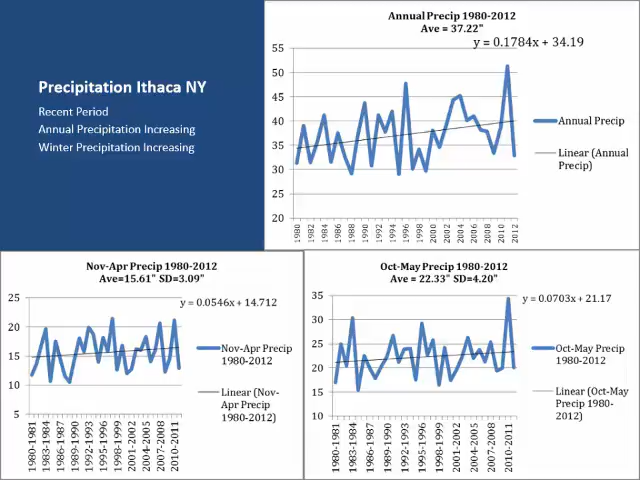 Precipitation Ithaca NY
Recent Period
Annual Precipitation Increasing
Winter Precipitation Increasing
Annual Precip 1980-2012
Ave = 37.22"
y = 0.1784x + 34.19
55
50
45
40
35
30
25
20
1980
1982
1984
1986
1988
1990
1992
1994
1996
1998
2000
2002
2004
2006
2008
2010
2012
Annual Precip
Linear (Annual
Precip)
Nov-Apr Precip 1980-2012
Ave=15.61" SD=3.09"
y = 0.0546x + 14.712
25
20
15
10
5
1980-1981
1983-1984
1986-1987
1989-1990
1992-1993
1995-1996
1998-1999
2001-2002
2004-2005
2007-2008
2010-2011
Nov-Apr Precip
1980-2012
Linear (Nov-
Apr Precip
1980-2012)
Oct-May Precip 1980-2012
Ave = 22.33" SD=4.20"
y = 0.0703x + 21.17
35
30
25
20
15
10
1980-1981
1983-1984
1986-1987
1989-1990
1992-1993
1995-1996
1998-1999
2001-2002
2004-2005
2007-2008
2010-2011
Oct-May Precip
1980-2012
Linear (Oct-May
Precip 1980-
2012)